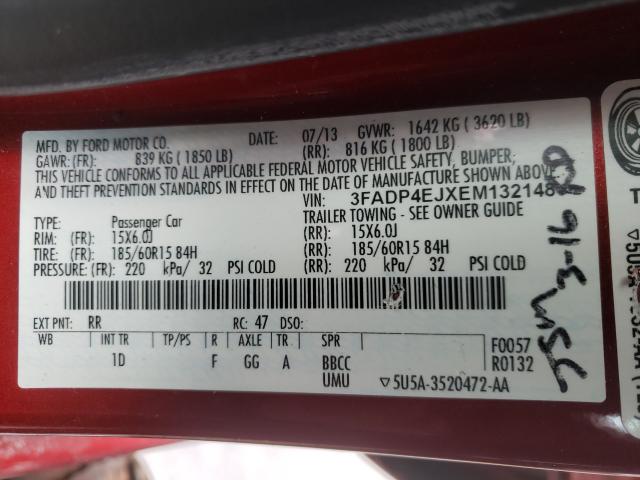 MFD. BY FORD MOTOR CO.
DATE: 07/13 GVWR: 1642 KG ( 3620 LB)
GAWR: (FR): 839 KG ( 1850 LB) (RR): 816 KG ( 1800 LB)
THIS VEHICLE CONFORMS TO ALL APPLICABLE FEDERAL MOTOR VEHICLE SAFETY, BUMPER,
AND THEFT PREVENTION STANDARDS IN EFFECT ON THE DATE OF MANUFACTURE SHOWN ABOVE.
VIN: 3FADP4EJXEM132148
TYPE: Passenger Car TRAILER TOWING - SEE OWNER GUIDE
RIM: (FR): 15X6.0J (RR): 15X6.0J
TIRE: (FR): 185/60R15 84H (RR): 185/60R15 84H
PRESSURE: (FR): 220 kPa/ 32 PSI COLD (RR): 220 kPa/ 32 PSI COLD
EXT PNT: RR RC: 47 DSO:
WB INT TR TP/PS R AXLE TR SPR
1D F GG A BBCC
UMU
F0057
R0132
▽5U5A-3520472-AA